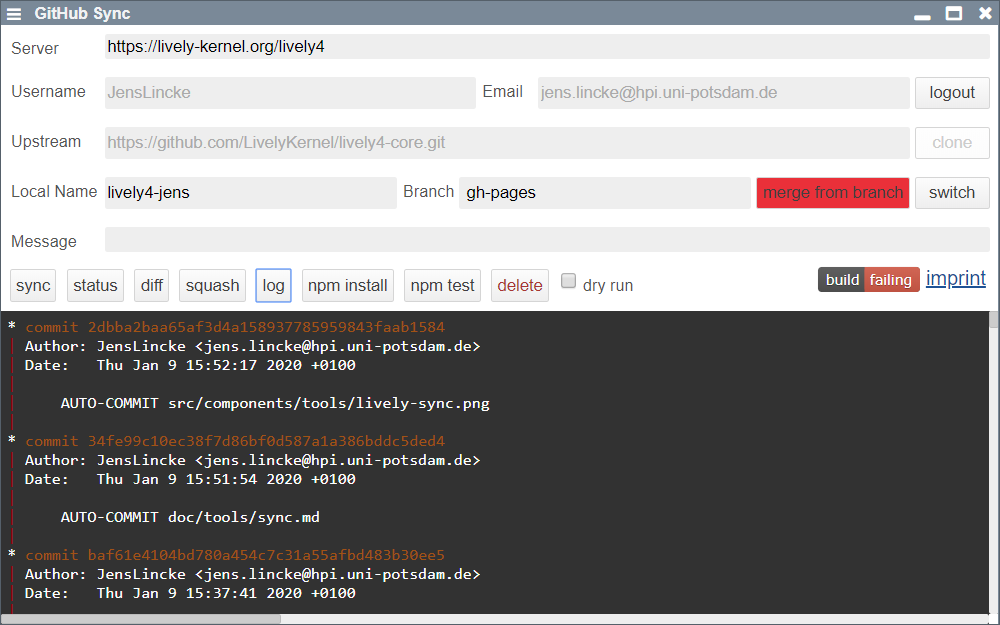 GitHub Sync
Server https://lively-kernel.org/lively4
Username JensLincke Email jens.lincke@hpi.uni-potsdam.de logout
Upstream https://github.com/LivelyKernel/lively4-core.git clone
Local Name lively4-jens Branch gh-pages merge from branch switch
Message
sync status diff squash log npm install npm test delete dry run build failing imprint
* commit 2dbba2baa65af3d4a158937785959843faab1584
Author: JensLincke <jens.lincke@hpi.uni-potsdam.de>
Date: Thu Jan 9 15:52:17 2020 +0100
AUTO-COMMIT src/components/tools/lively-sync.png
* commit 34fe99c10ec38f7d86bf0d587a1a386bddc5ded4
Author: JensLincke <jens.lincke@hpi.uni-potsdam.de>
Date: Thu Jan 9 15:51:54 2020 +0100
AUTO-COMMIT doc/tools/sync.md
* commit baf61e4104bd780a454c7c31a55afbd483b30ee5
Author: JensLincke <jens.lincke@hpi.uni-potsdam.de>
Date: Thu Jan 9 15:37:41 2020 +0100